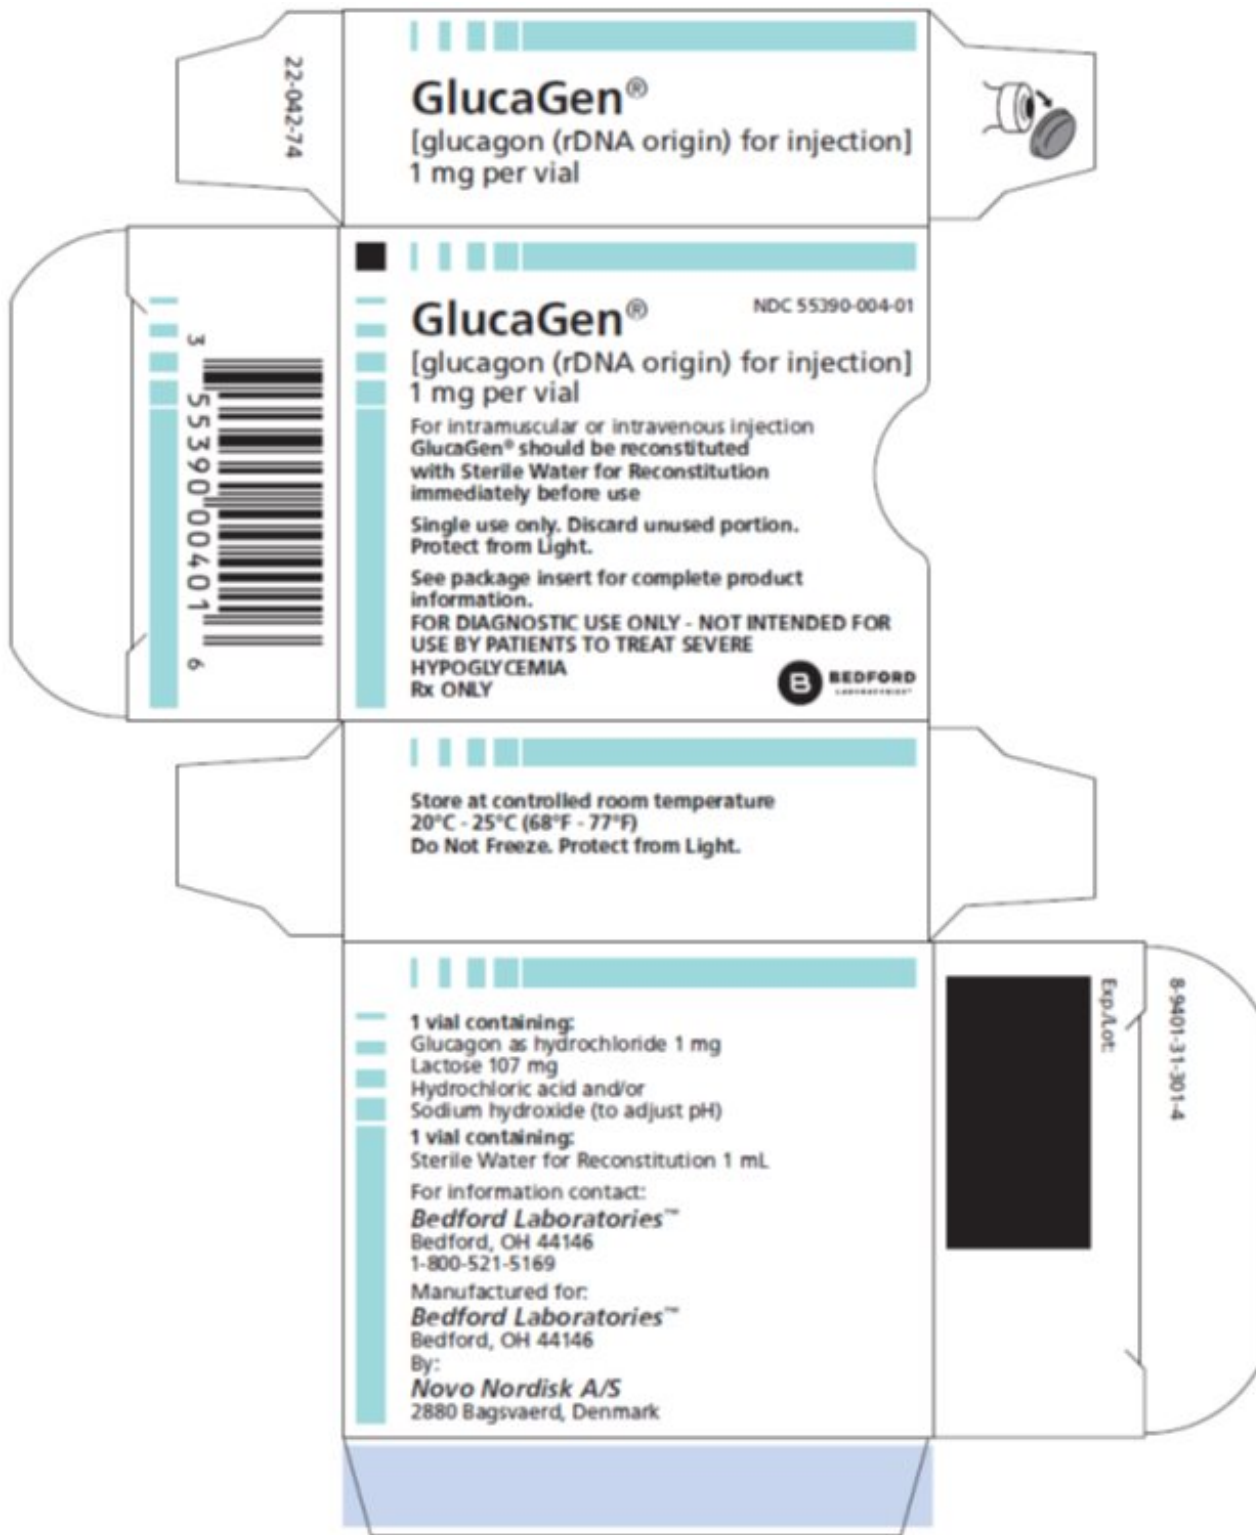 22-042-74
GlucaGen®
[glucagon (rDNA origin) for injection]
1 mg per vial
3 55390 00401 6
GlucaGen®
NDC 55390-004-01
[glucagon (rDNA origin) for injection]
1 mg per vial
For intramuscular or intravenous injection
GlucaGen® should be reconstituted
with Sterile Water for Reconstitution
immediately before use
Single use only. Discard unused portion.
Protect from Light.
See package insert for complete product
information.
FOR DIAGNOSTIC USE ONLY - NOT INTENDED FOR
USE BY PATIENTS TO TREAT SEVERE
HYPOGLYCEMIA
Rx ONLY
B BEDFORD
LABORATORIES™
Store at controlled room temperature
20°C - 25°C (68°F - 77°F)
Do Not Freeze. Protect from Light.
1 vial containing:
Glucagon as hydrochloride 1 mg
Lactose 107 mg
Hydrochloric acid and/or
Sodium hydroxide (to adjust pH)
1 vial containing:
Sterile Water for Reconstitution 1 mL
For information contact:
Bedford Laboratories™
Bedford, OH 44146
1-800-521-5169
Manufactured for:
Bedford Laboratories™
Bedford, OH 44146
By:
Novo Nordisk A/S
2880 Bagsvaerd, Denmark
Exp./Lot:
8-9401-31-301-4